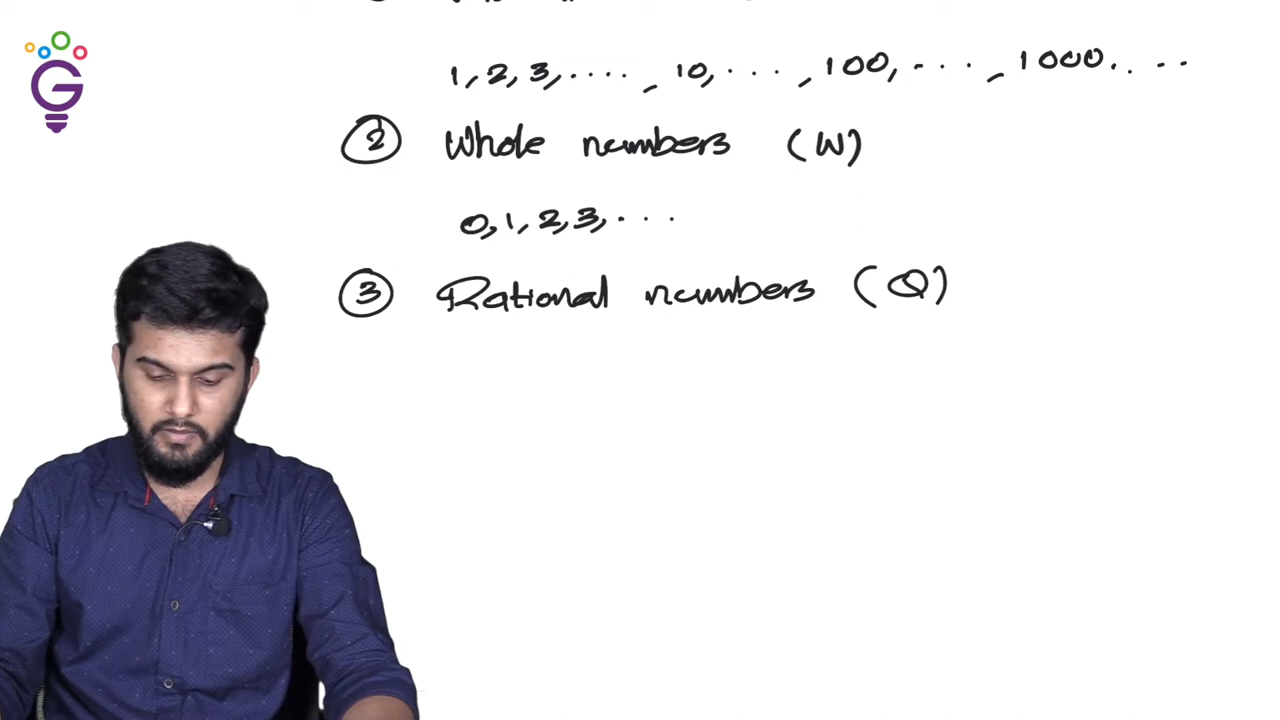 1, 2, 3, ...., 10, ...., 100, ...., 1000....
② Whole numbers (W)
0, 1, 2, 3, ...
③ Rational numbers (Q)
G